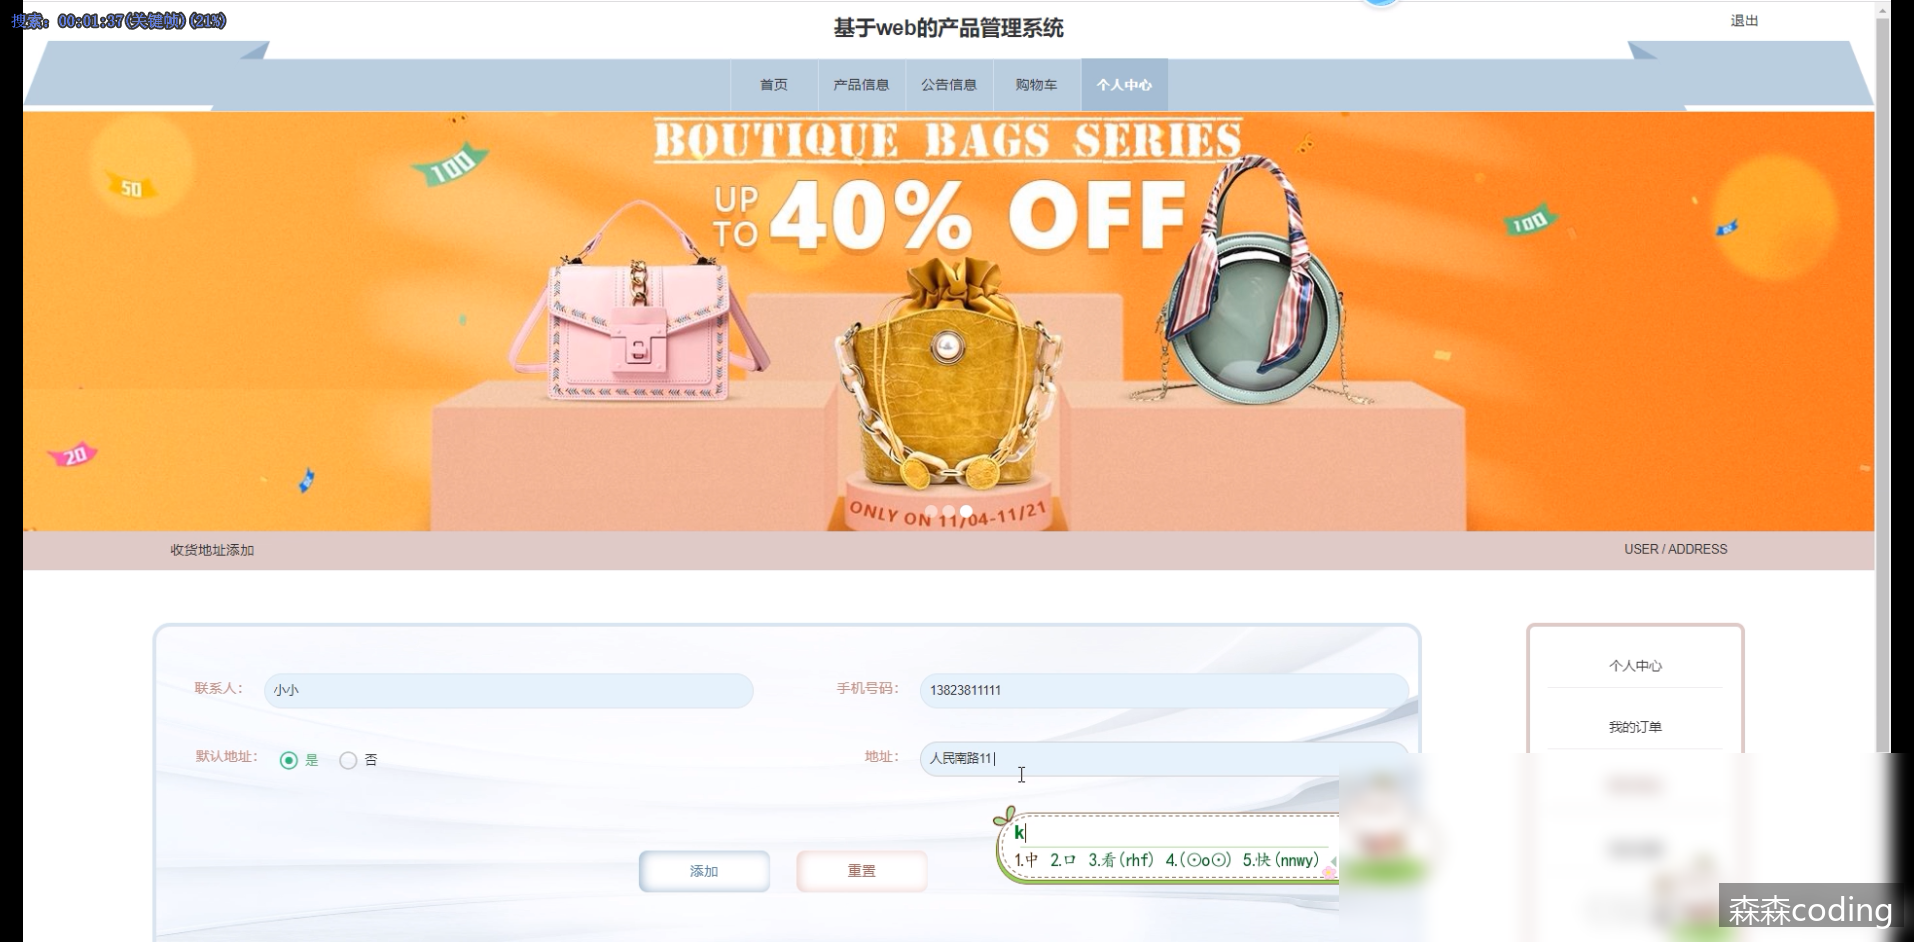 搜索: 00:01:37(关键帧)(21%)
基于web的产品管理系统
退出
首页 产品信息 公告信息 购物车 个人中心
BOUTIQUE BAGS SERIES
UP TO 40% OFF
50
100
100
20
ONLY ON 11/04-11/21
收货地址添加
USER / ADDRESS
联系人: 小小
手机号码: 13823811111
默认地址: 是 否
地址: 人民南路11
添加
重置
k
1.中 2.口 3.看(rhf) 4.(⊙o⊙) 5.快(nnwy)
个人中心
我的订单
森森coding